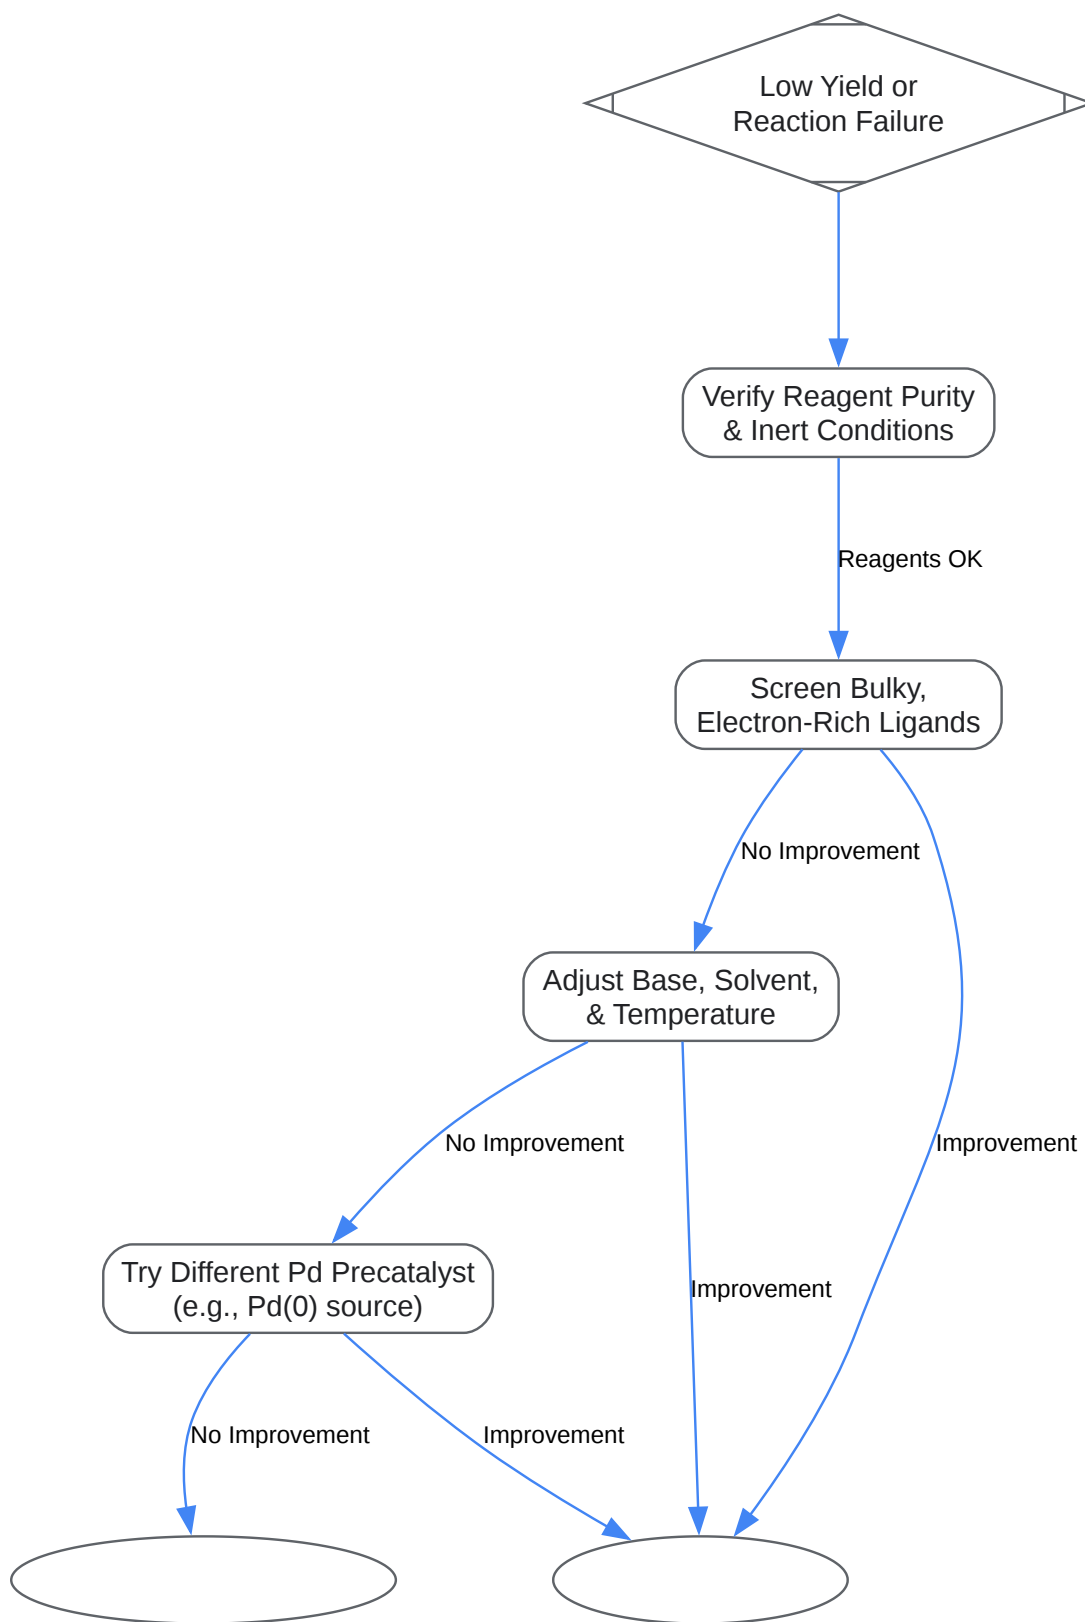 Low Yield or
Reaction Failure
Verify Reagent Purity
& Inert Conditions
Reagents OK
Screen Bulky,
Electron-Rich Ligands
No Improvement
Adjust Base, Solvent,
& Temperature
No Improvement
Improvement
Try Different Pd Precatalyst
(e.g., Pd(0) source)
Improvement
No Improvement
Improvement